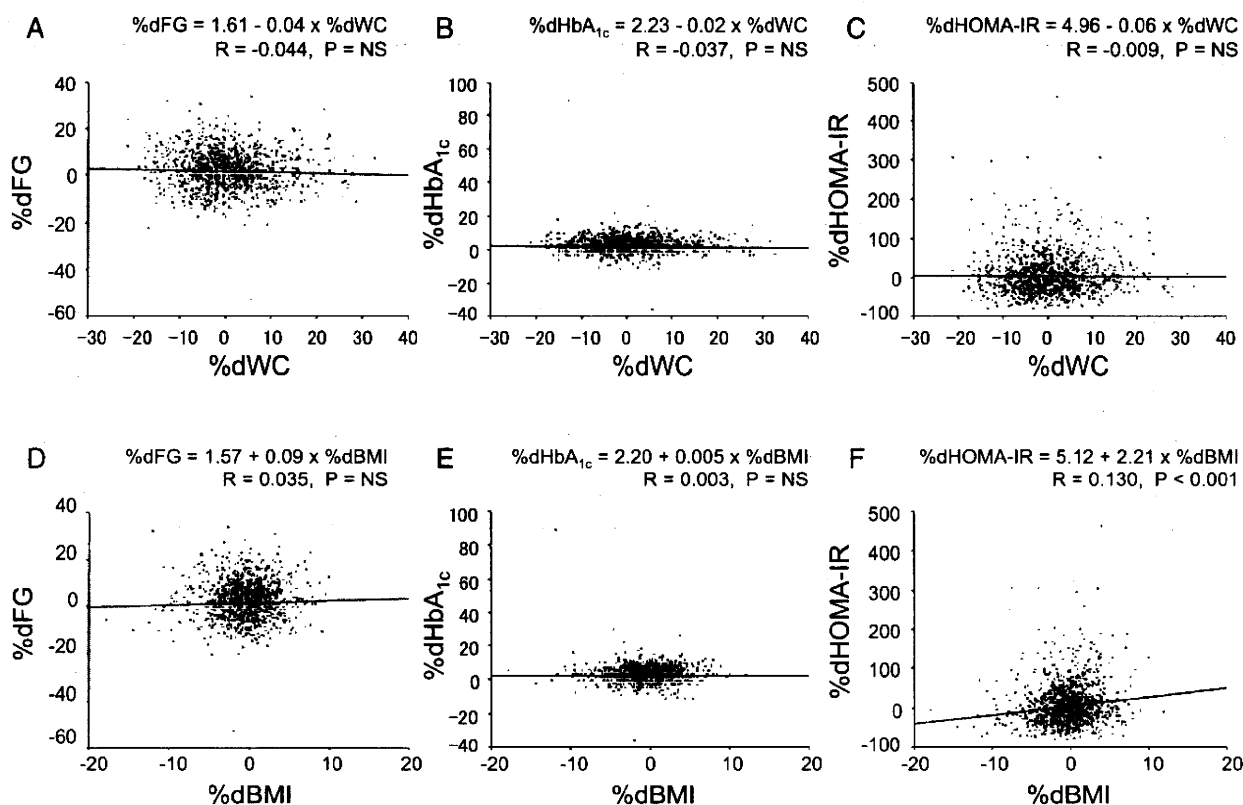 A
%dFG = 1.61 - 0.04 x %dWC
R = -0.044, P = NS
40
20
0
-20
-40
-60
%dFG
-30 -20 -10 0 10 20 30 40
%dWC
B
%dHbA1c = 2.23 - 0.02 x %dWC
R = -0.037, P = NS
100
80
60
40
20
0
-20
-40
%dHbA1c
-30 -20 -10 0 10 20 30 40
%dWC
C
%dHOMA-IR = 4.96 - 0.06 x %dWC
R = -0.009, P = NS
500
400
300
200
100
0
-100
%dHOMA-IR
-30 -20 -10 0 10 20 30 40
%dWC
D
%dFG = 1.57 + 0.09 x %dBMI
R = 0.035, P = NS
40
20
0
-20
-40
-60
%dFG
-20 -10 0 10 20
%dBMI
E
%dHbA1c = 2.20 + 0.005 x %dBMI
R = 0.003, P = NS
100
80
60
40
20
0
-20
-40
%dHbA1c
-20 -10 0 10 20
%dBMI
F
%dHOMA-IR = 5.12 + 2.21 x %dBMI
R = 0.130, P < 0.001
500
400
300
200
100
0
-100
%dHOMA-IR
-20 -10 0 10 20
%dBMI